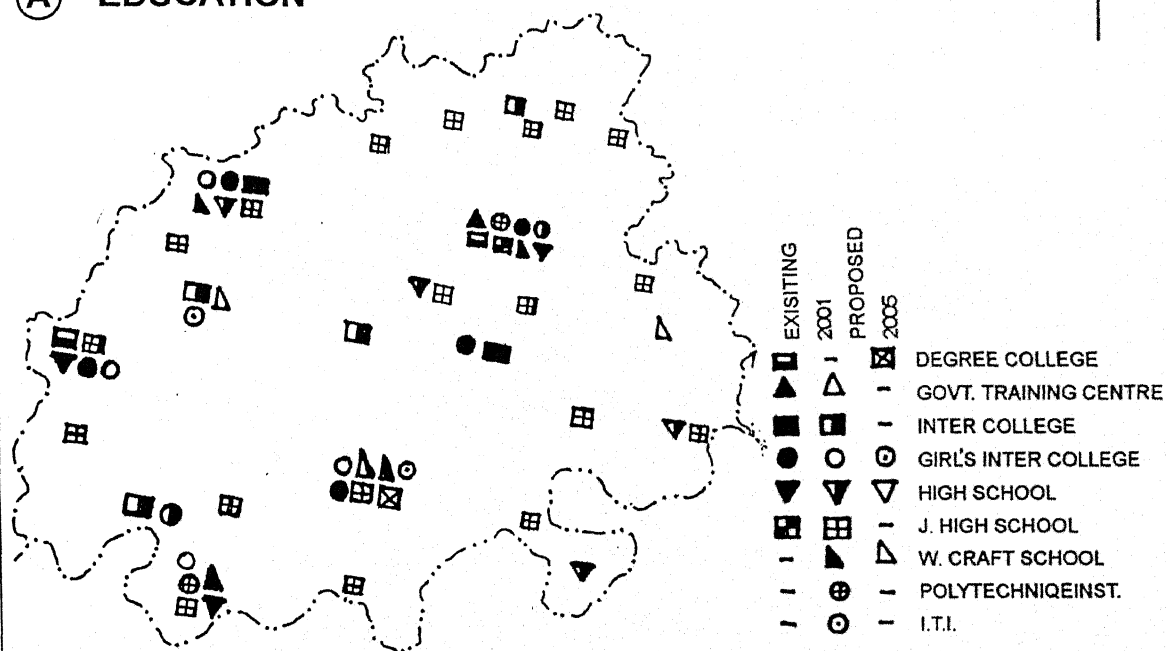 A EDUCATION
EXISITING
2001
PROPOSED
2005
- DEGREE COLLEGE
- GOVT. TRAINING CENTRE
- INTER COLLEGE
GIRL'S INTER COLLEGE
HIGH SCHOOL
- J. HIGH SCHOOL
- W. CRAFT SCHOOL
- - POLYTECHNIQEINST.
- - I.T.I.